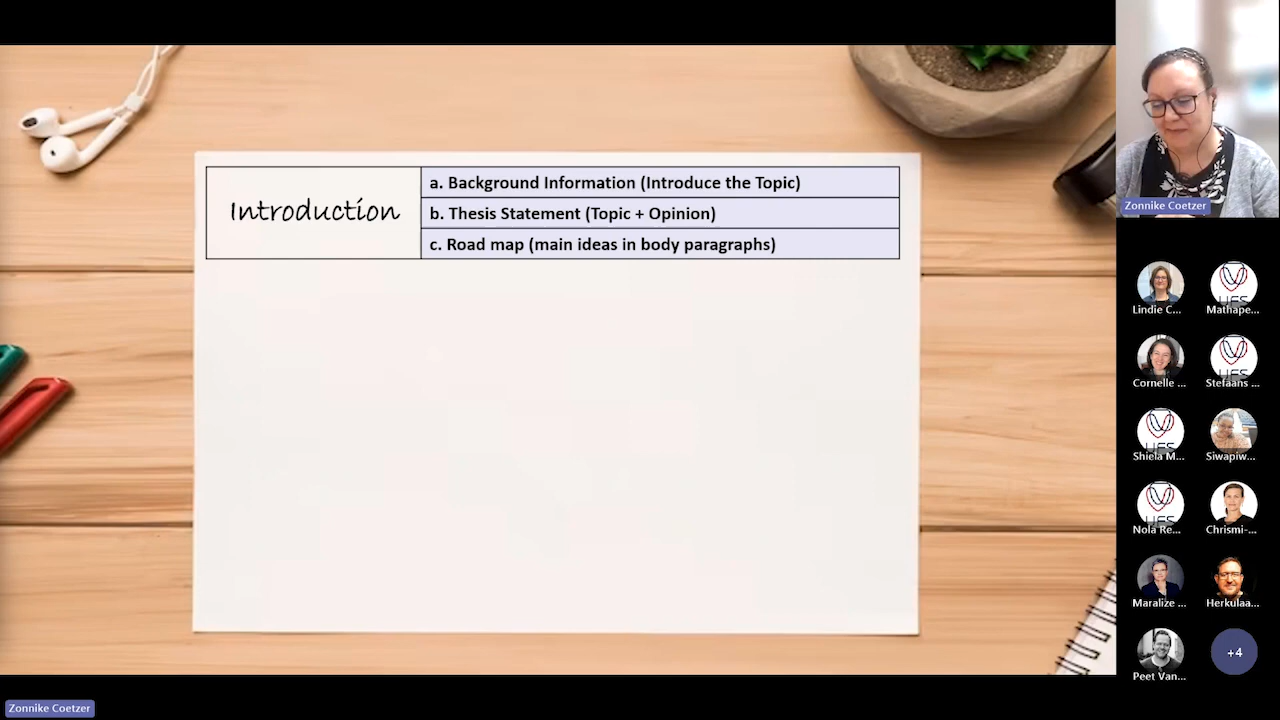 Introduction
a. Background Information (Introduce the Topic)
b. Thesis Statement (Topic + Opinion)
c. Road map (main ideas in body paragraphs)
Zonnike Coetzer
Lindie C...
Mathape...
Cornelle ...
Stefaans ...
Shiela M...
Siwapiw...
Nola Re...
Chrismi-...
Maralize ...
Herkulaa...
Peet Van...
+4
Zonnike Coetzer